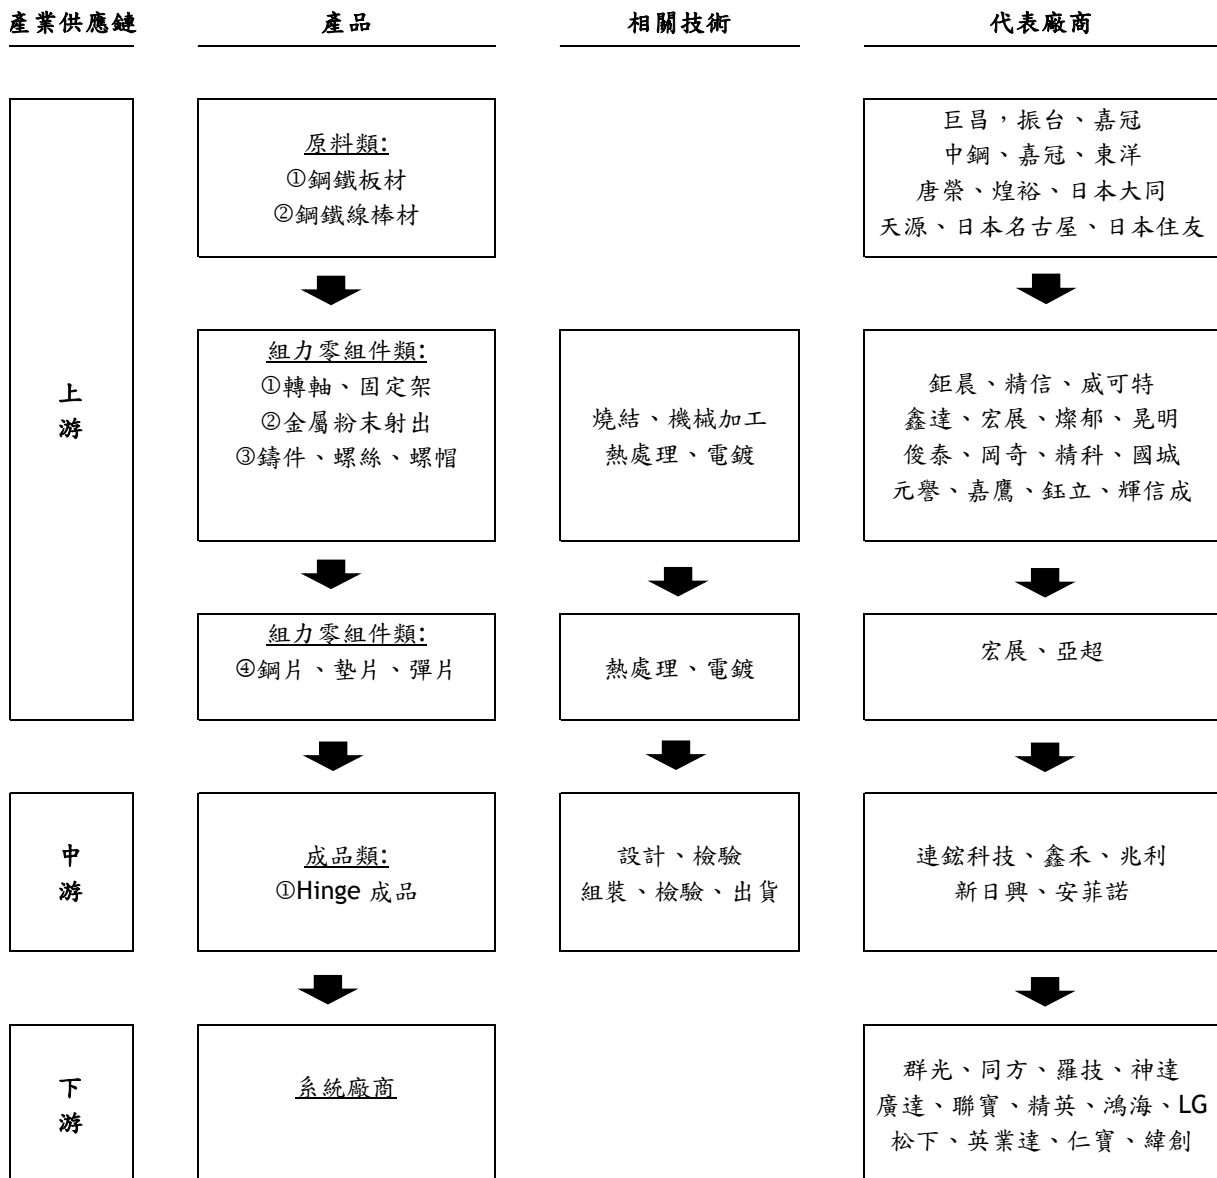 產業供應鏈
產品
相關技術
代表廠商
上
游
原料類:
①鋼鐵板材
②鋼鐵線棒材
巨昌，振台、嘉冠
中鋼、嘉冠、東洋
唐榮、煌裕、日本大同
天源、日本名古屋、日本住友
組力零組件類:
①轉軸、固定架
②金屬粉末射出
③鑄件、螺絲、螺帽
燒結、機械加工
熱處理、電鍍
鉅晨、精信、威可特
鑫達、宏展、燦郁、晃明
俊泰、岡奇、精科、國城
元譽、嘉鷹、鈺立、輝信成
組力零組件類:
④鋼片、墊片、彈片
熱處理、電鍍
宏展、亞超
中
游
成品類:
①Hinge 成品
設計、檢驗
組裝、檢驗、出貨
連鋐科技、鑫禾、兆利
新日興、安菲諾
下
游
系統廠商
群光、同方、羅技、神達
廣達、聯寶、精英、鴻海、LG
松下、英業達、仁寶、緯創